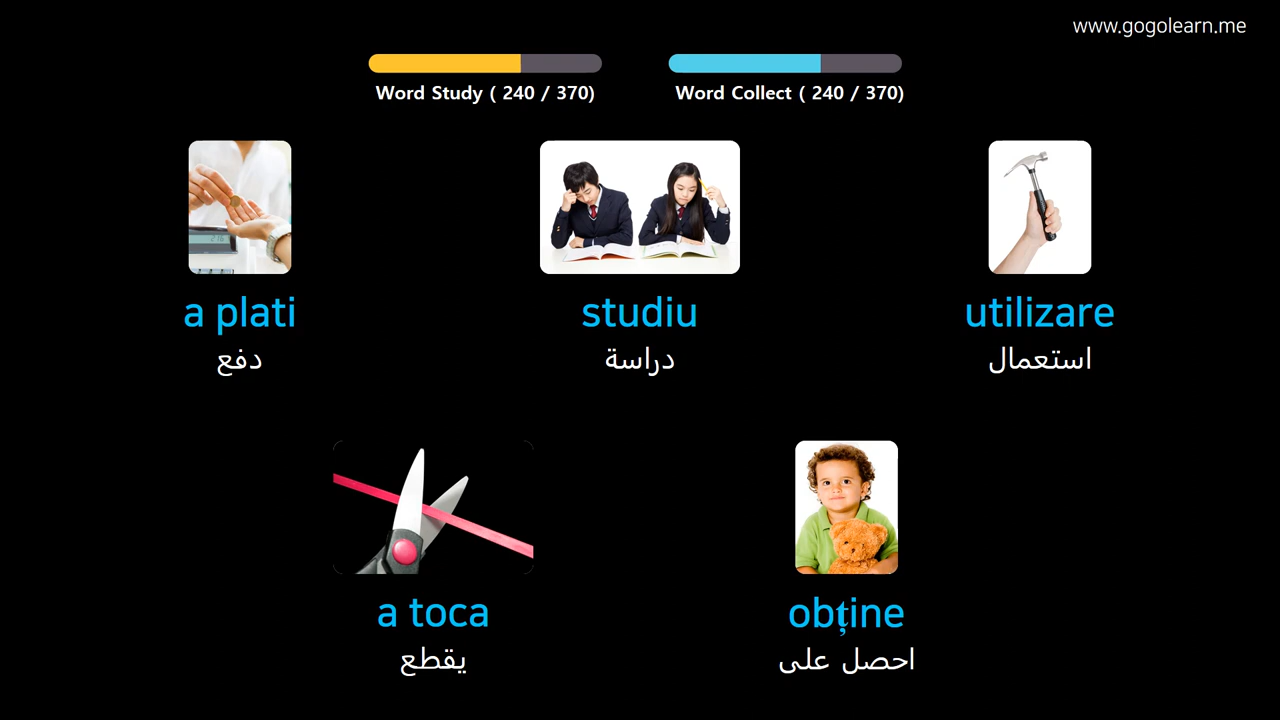 www.gogolearn.me
Word Study ( 240 / 370)
Word Collect ( 240 / 370)
a plati
دفع
studiu
دراسة
utilizare
استعمال
a toca
يقطع
obține
احصل على